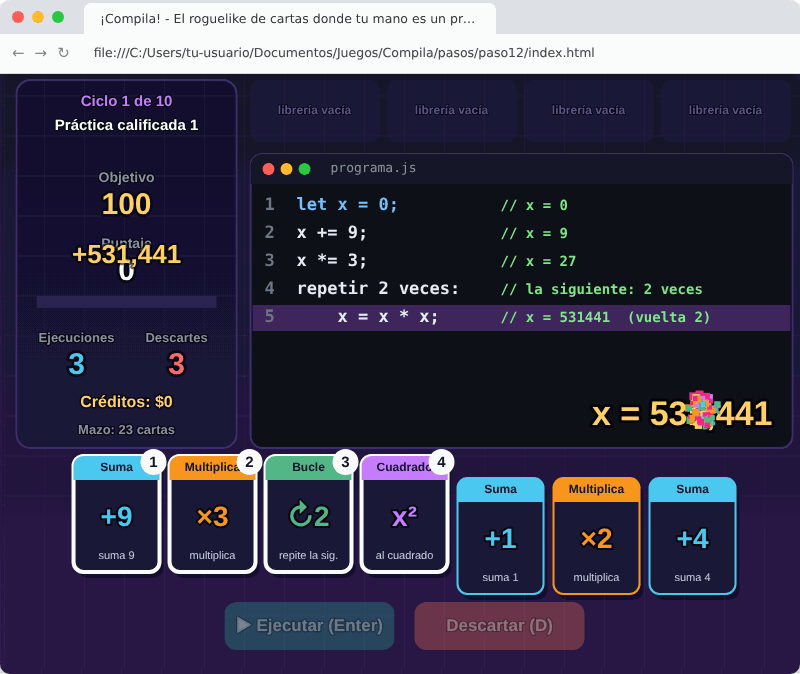 ¡Compila! - El roguelike de cartas donde tu mano es un pr…
file:///C:/Users/tu-usuario/Documentos/Juegos/Compila/pasos/paso12/index.html
Ciclo 1 de 10
Práctica calificada 1
Objetivo
100
Puntaje
+531,441
0
Ejecuciones
3
Descartes
3
Créditos: $0
Mazo: 23 cartas
librería vacía
librería vacía
librería vacía
librería vacía
programa.js
1 let x = 0; // x = 0
2 x += 9; // x = 9
3 x *= 3; // x = 27
4 repetir 2 veces: // la siguiente: 2 veces
5 x = x * x; // x = 531441 (vuelta 2)
x = 531,441
Suma 1
+9
suma 9
Multiplica 2
×3
multiplica
Bucle 3
↻2
repite la sig.
Cuadrado 4
x²
al cuadrado
Suma
+1
suma 1
Multiplica
×2
multiplica
Suma
+4
suma 4
▶ Ejecutar (Enter)
Descartar (D)